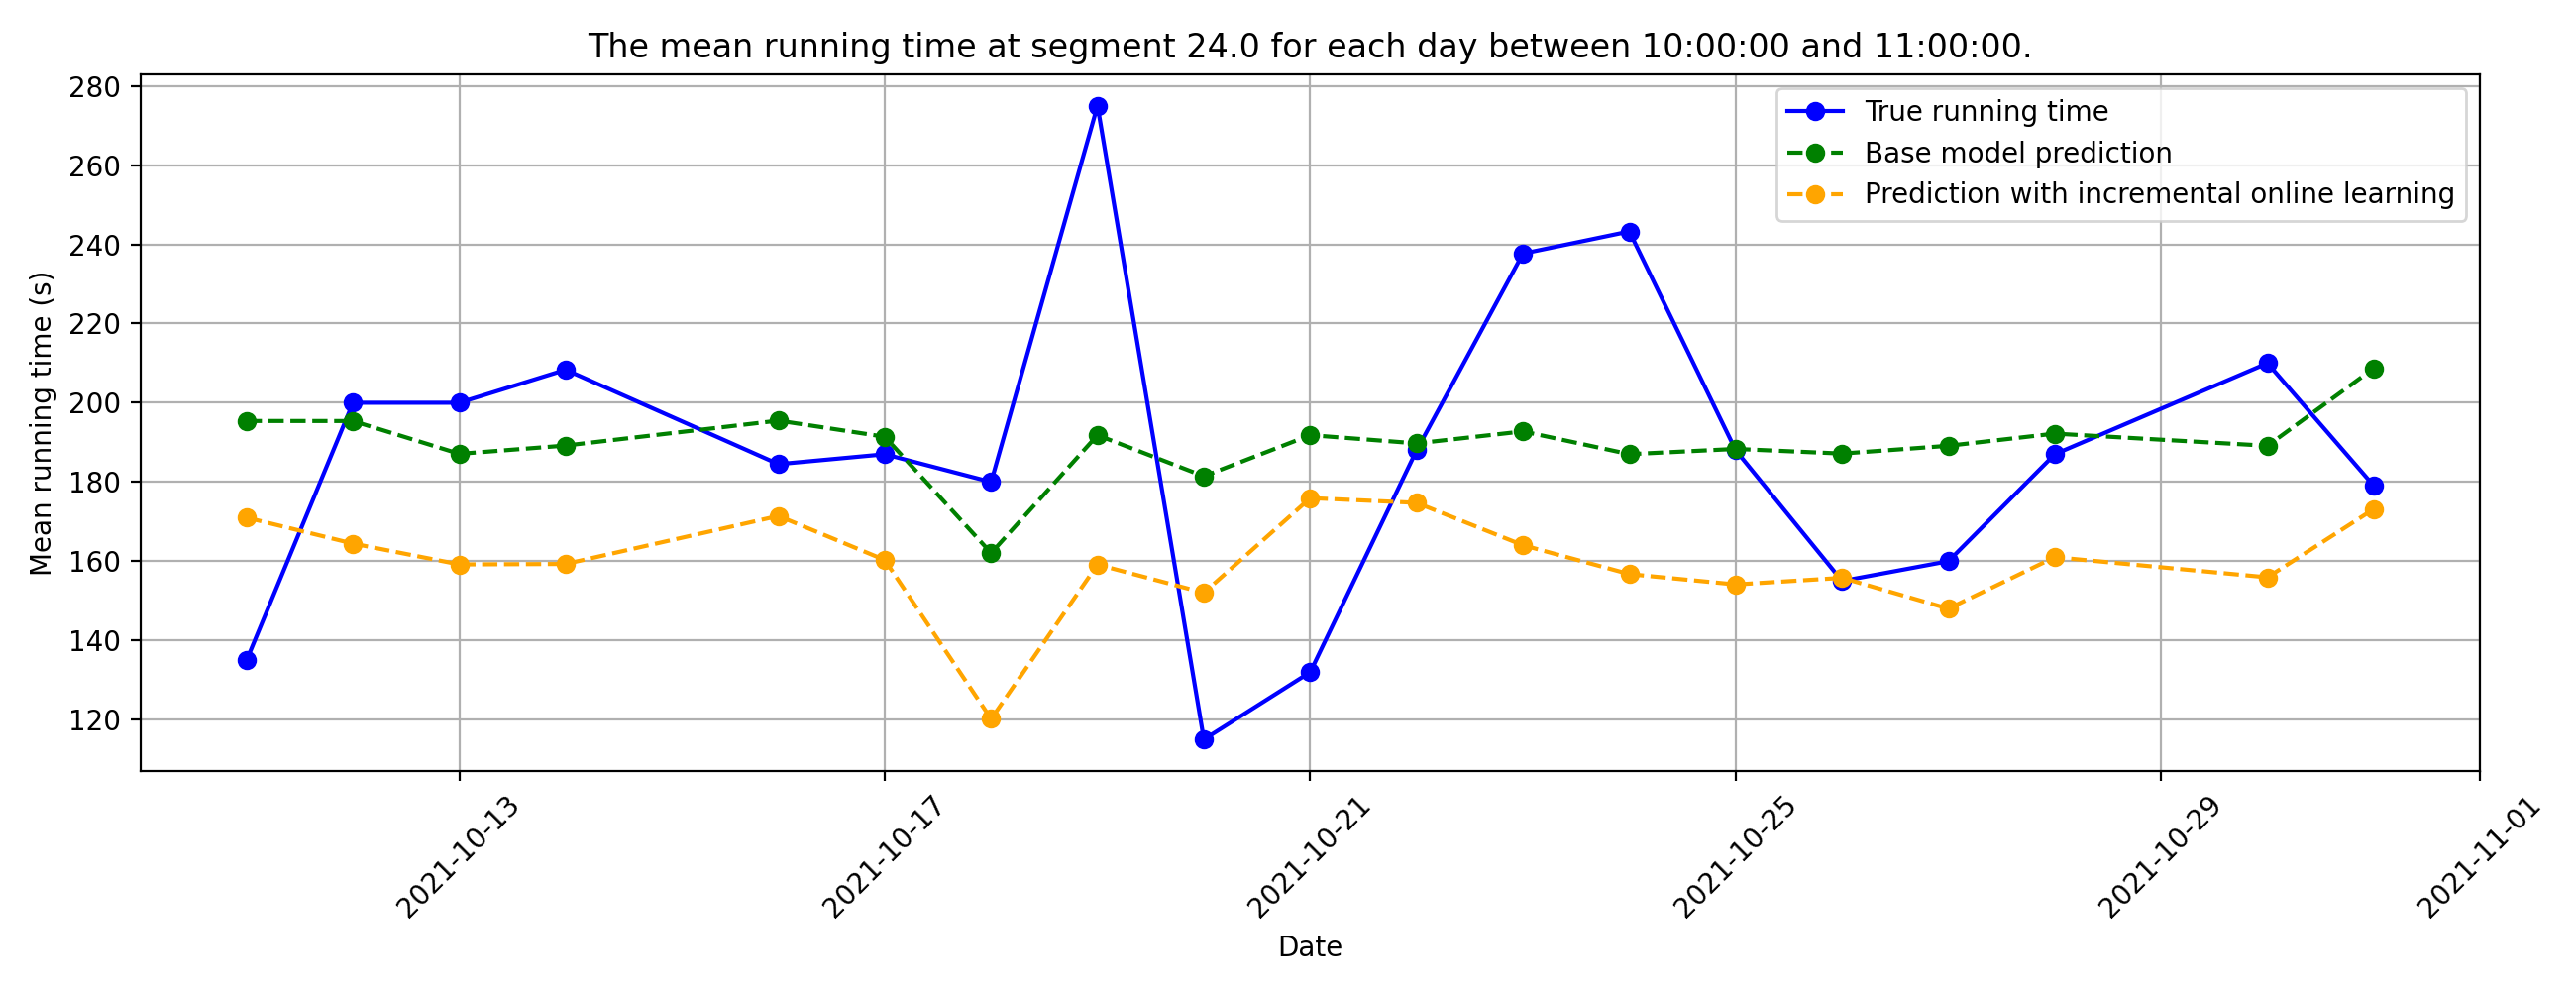 The mean running time at segment 24.0 for each day between 10:00:00 and 11:00:00.
Mean running time (s)
280
260
240
220
200
180
160
140
120
True running time
Base model prediction
Prediction with incremental online learning
2021-10-13
2021-10-17
2021-10-21
2021-10-25
2021-10-29
2021-11-01
Date